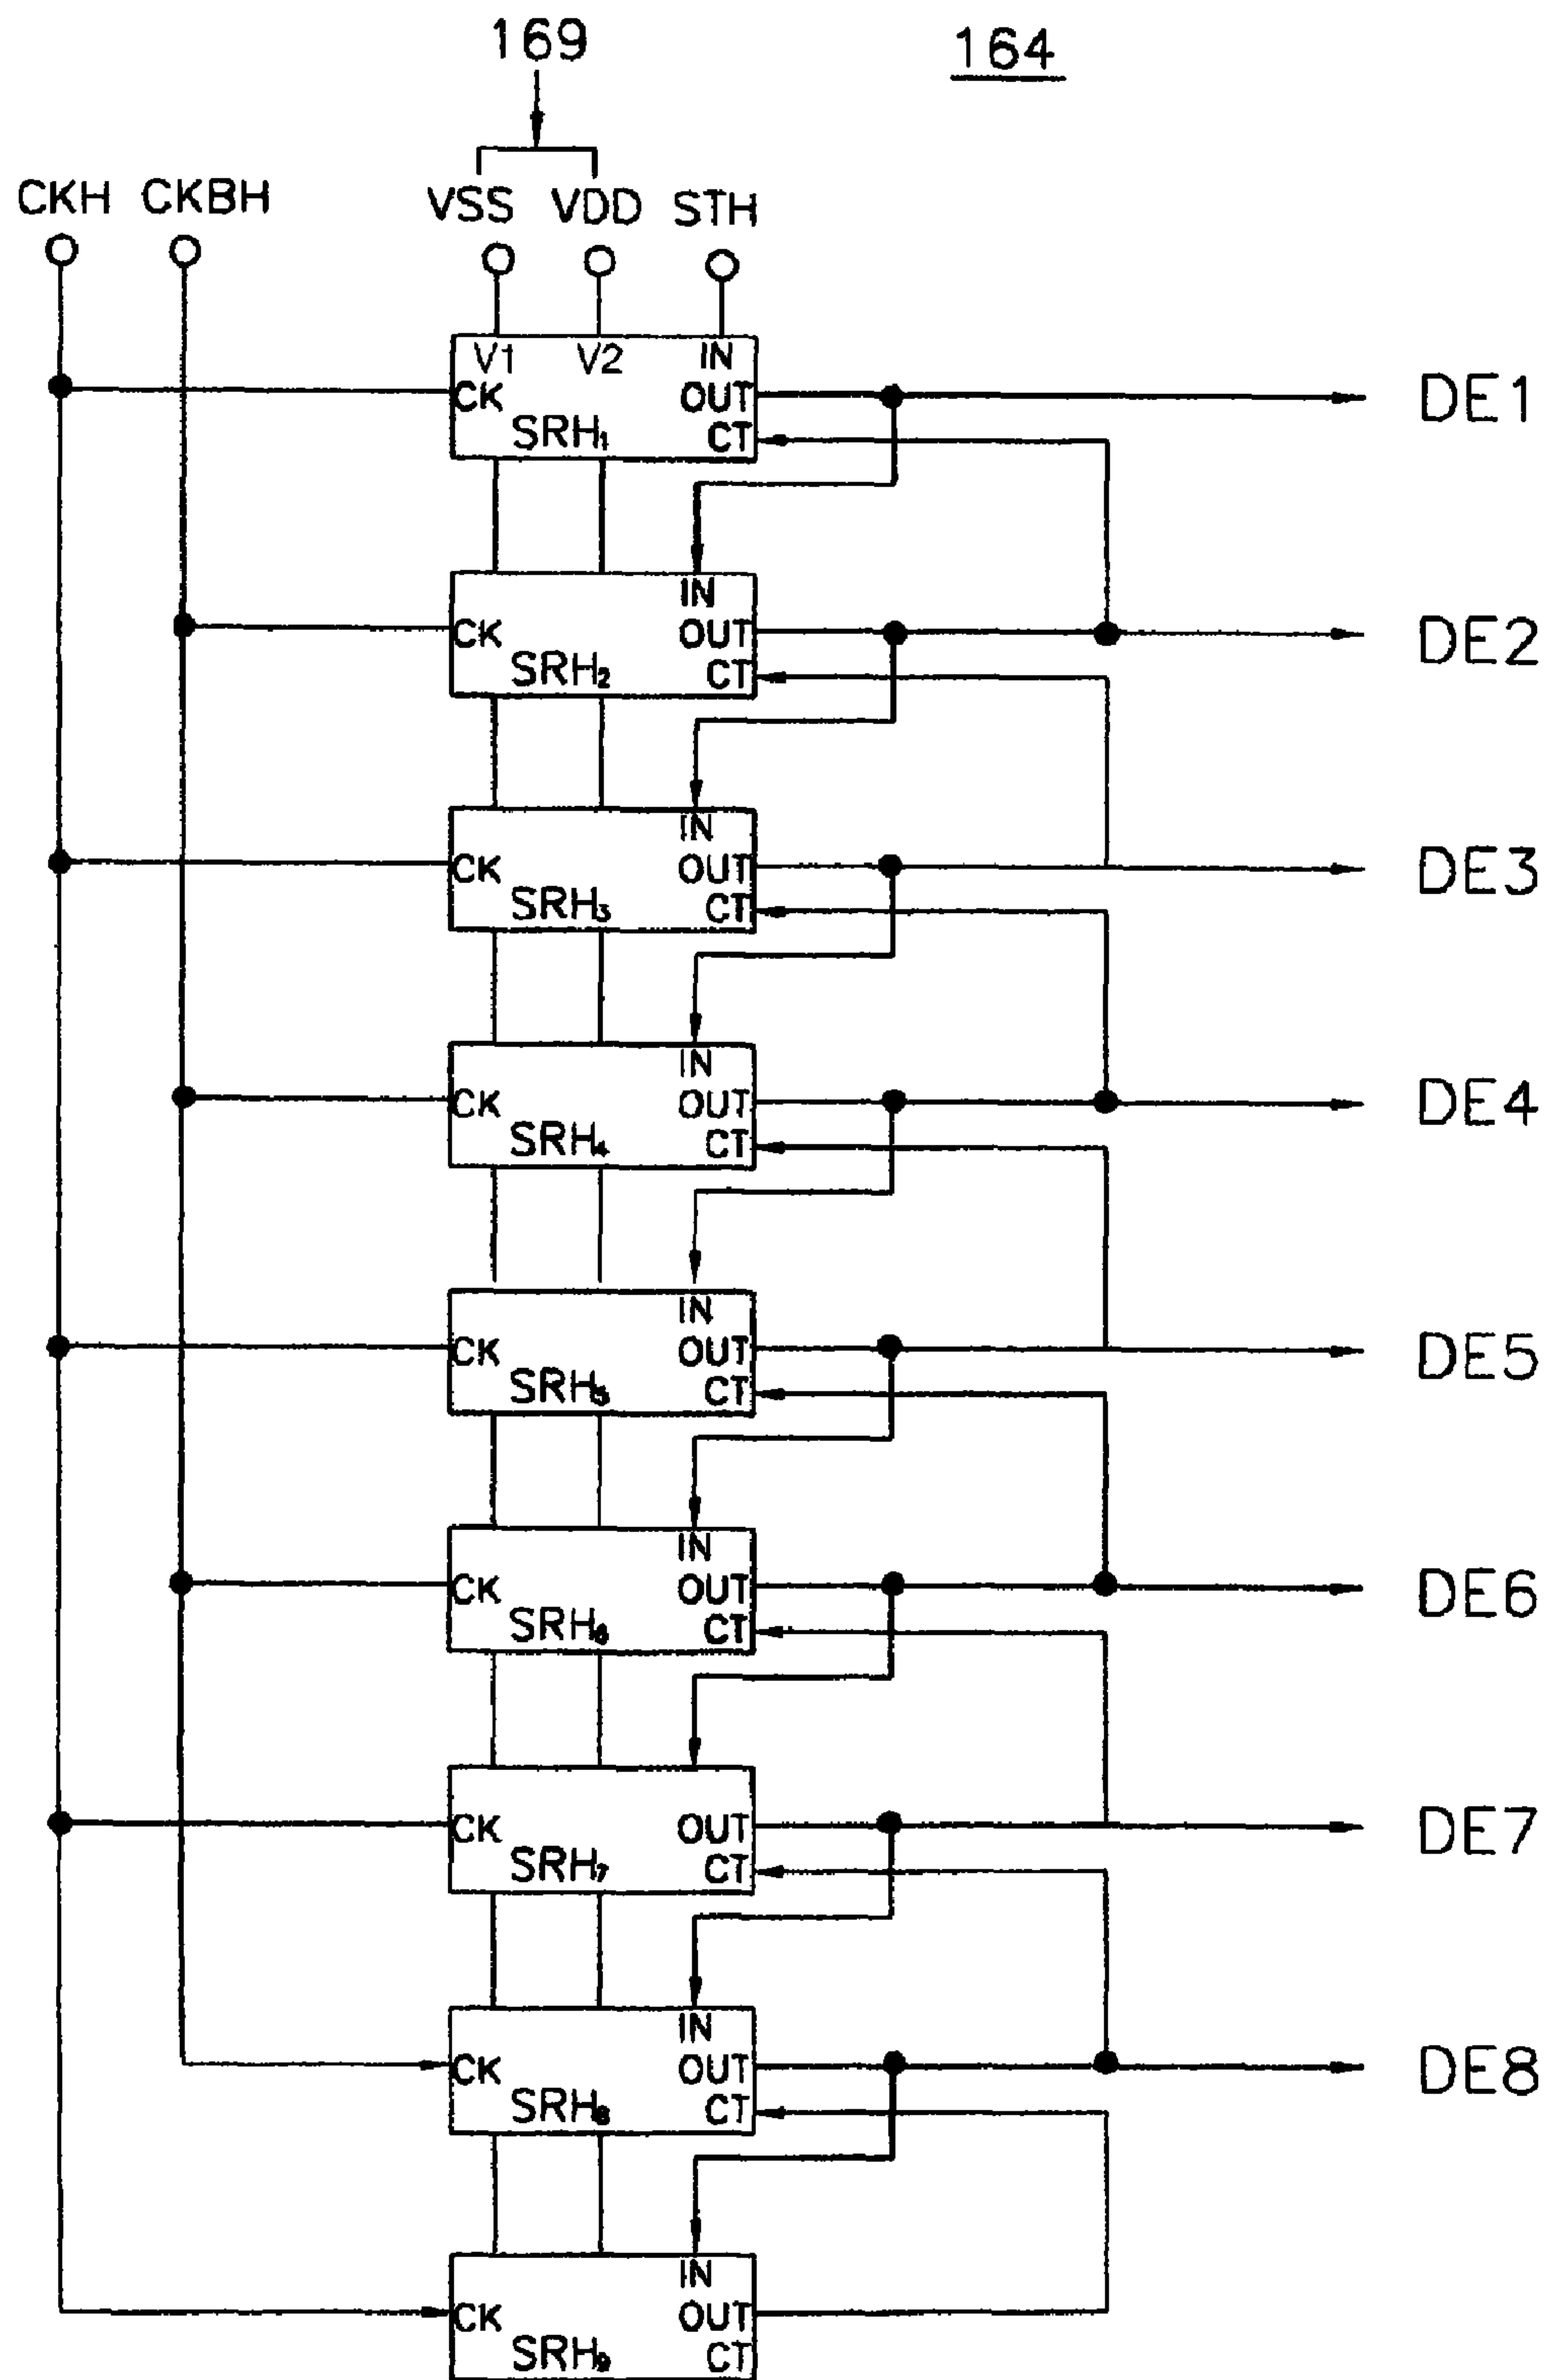 169
164
CKH CKBH VSS VDD STH
V1 V2 IN
CK OUT DE1
SRH₁ CT
IN
CK OUT DE2
SRH₂ CT
IN
CK OUT DE3
SRH₃ CT
IN
CK OUT DE4
SRH₄ CT
IN
CK OUT DE5
SRH₅ CT
IN
CK OUT DE6
SRH₆ CT
CK OUT DE7
SRH₇ CT
IN
CK OUT DE8
SRH₈ CT
IN
CK OUT
SRH₉ CT